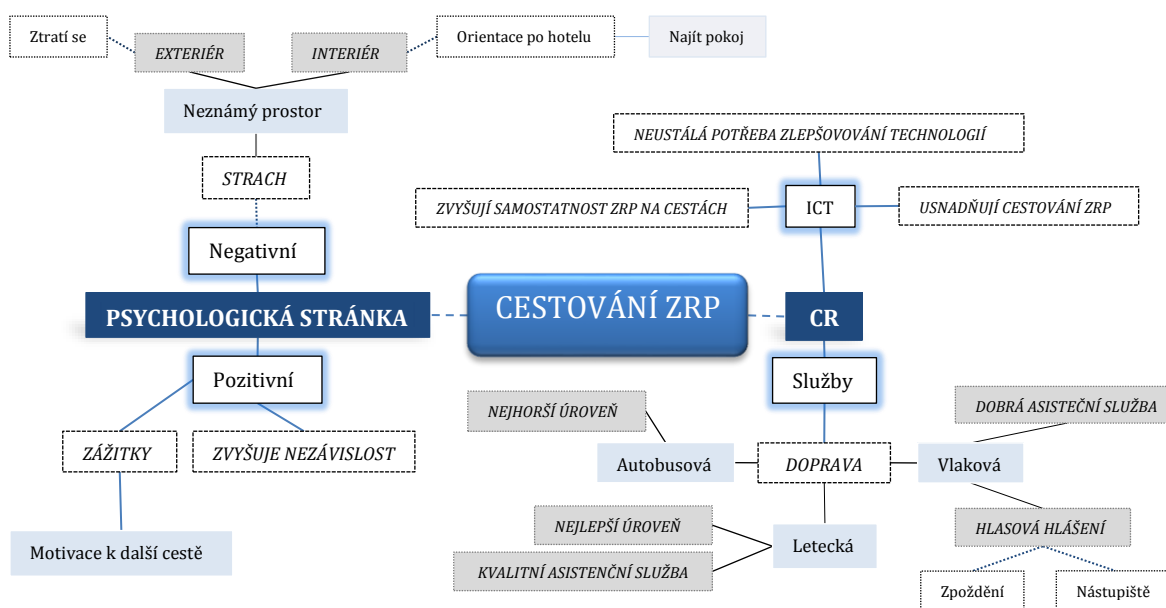 Ztratí se
EXTERIÉR
INTERIÉR
Orientace po hotelu
Najít pokoj
Neznámý prostor
NEUSTÁLÁ POTŘEBA ZLEPŠOVOVÁNÍ TECHNOLOGIÍ
STRACH
ZVYŠUJÍ SAMOSTATNOST ZRP NA CESTÁCH
ICT
USNADŇUJÍ CESTOVÁNÍ ZRP
Negativní
PSYCHOLOGICKÁ STRÁNKA
CESTOVÁNÍ ZRP
CR
Pozitivní
Služby
NEJHORŠÍ ÚROVEŇ
DOBRÁ ASISTEČNÍ SLUŽBA
ZÁŽITKY
ZVYŠUJE NEZÁVISLOST
Autobusová
DOPRAVA
Vlaková
NEJLEPŠÍ ÚROVEŇ
HLASOVÁ HLÁŠENÍ
Motivace k další cestě
Letecká
KVALITNÍ ASISTENČNÍ SLUŽBA
Zpoždění
Nástupiště